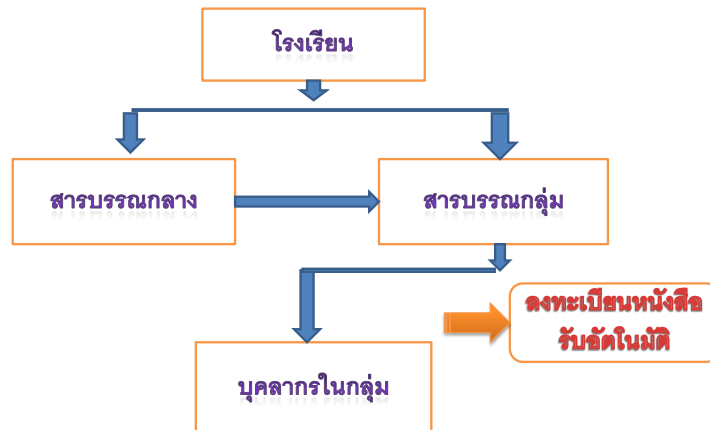 โรงเรียน
สารบรรณกลาง
สารบรรณกลุ่ม
ลงทะเบียนหนังสือ
รับอัตโนมัติ
บุคลากรในกลุ่ม